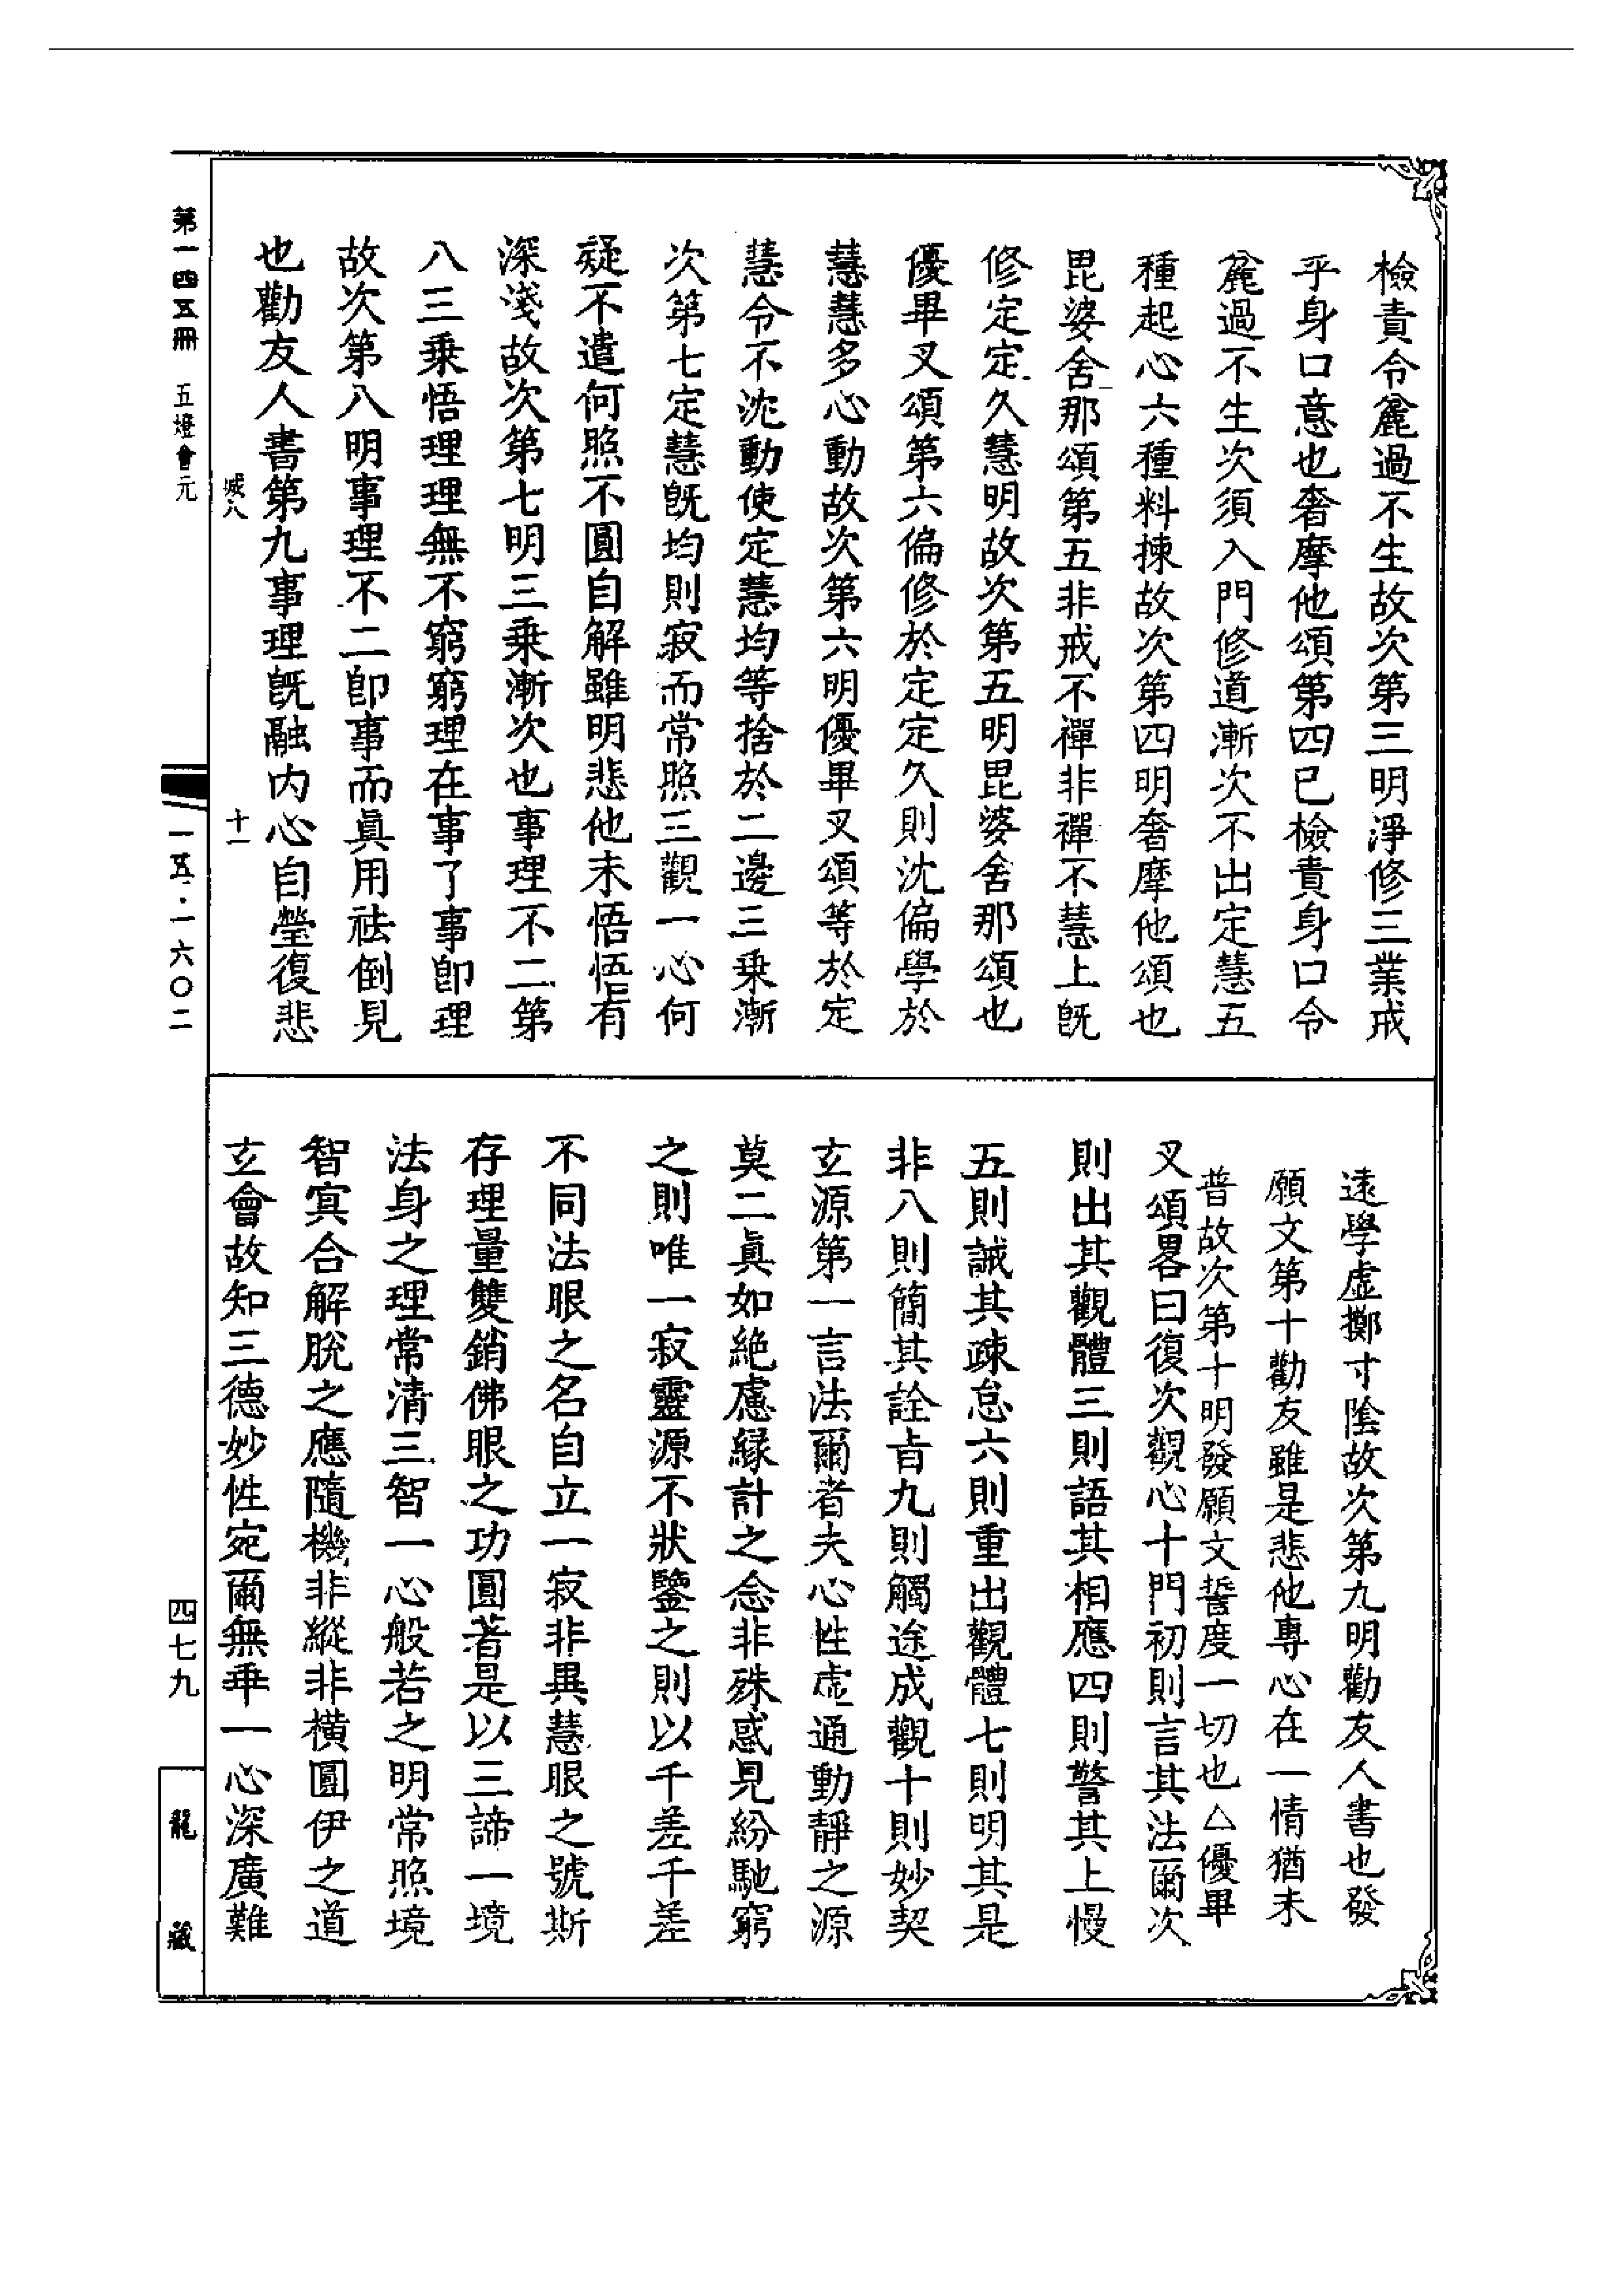 檢責令麄過不生故次第三明淨修三業戒
乎身口意也奢摩他頌第四已檢責身口令
麄過不生次須入門修道漸次不出定慧五
種起心六種料揀故次第四明奢摩他頌也
毘婆舍那頌第五非戒不禪非禪不慧上旣
修定定久慧明故次第五明毘婆舍那頌也
優畢叉頌第六偏修於定定久則沈偏學於
慧慧多心動故次第六明優畢叉頌等於定
慧令不沈動使定慧均等捨於二邊三乗漸
次第七定慧旣均則寂而常照三觀一心何
疑不遣何照不圓自解雖明悲他未悟悟有
深淺故次第七明三乗漸次也事理不二第
八三乗悟理理無不窮窮理在事了事卽理
故次第八明事理不二卽事而眞用祛倒見
也勸友人書第九事理旣融内心自瑩復悲
遠學虛擲寸陰故次第九明勸友人書也發
願文第十勸友雖是悲他專心在一情猶未
普故次第十明發願文誓度一切也△優畢
叉頌畧曰復次觀心十門初則言其法爾次
則出其觀體三則語其相應四則警其上慢
五則誡其疎怠六則重出觀體七則明其是
非八則簡其詮㫖九則觸途成觀十則妙契
玄源第一言法爾者夫心性虛通動靜之源
莫二眞如絶慮緣計之念非殊惑見紛馳窮
之則唯一寂靈源不狀鑒之則以千差千差
不同法眼之名自立一寂非異慧眼之號斯
存理量雙銷佛眼之功圓著是以三諦一境
法身之理常清三智一心般若之明常照境
智㝠合解脫之應隨機非縱非橫圓伊之道
玄會故知三德妙性宛爾無乖一心深廣難
第一四五冊 五燈會元
十一
一五五·一六〇二
四七九
龍藏